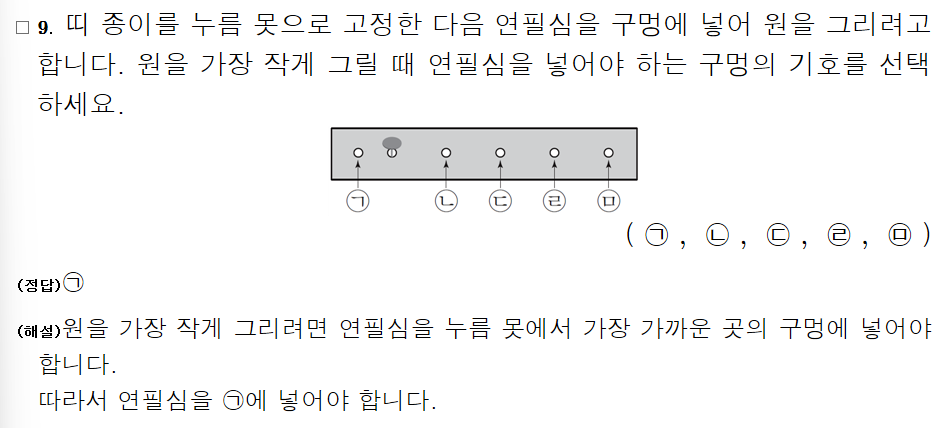 □ 9. 띠 종이를 누름 못으로 고정한 다음 연필심을 구멍에 넣어 원을 그리려고
합니다. 원을 가장 작게 그릴 때 연필심을 넣어야 하는 구멍의 기호를 선택
하세요.
㉠ ㉡ ㉢ ㉣ ㉤
( ㉠ , ㉡ , ㉢ , ㉣ , ㉤ )
(정답)㉠
(해설)원을 가장 작게 그리려면 연필심을 누름 못에서 가장 가까운 곳의 구멍에 넣어야
합니다.
따라서 연필심을 ㉠에 넣어야 합니다.